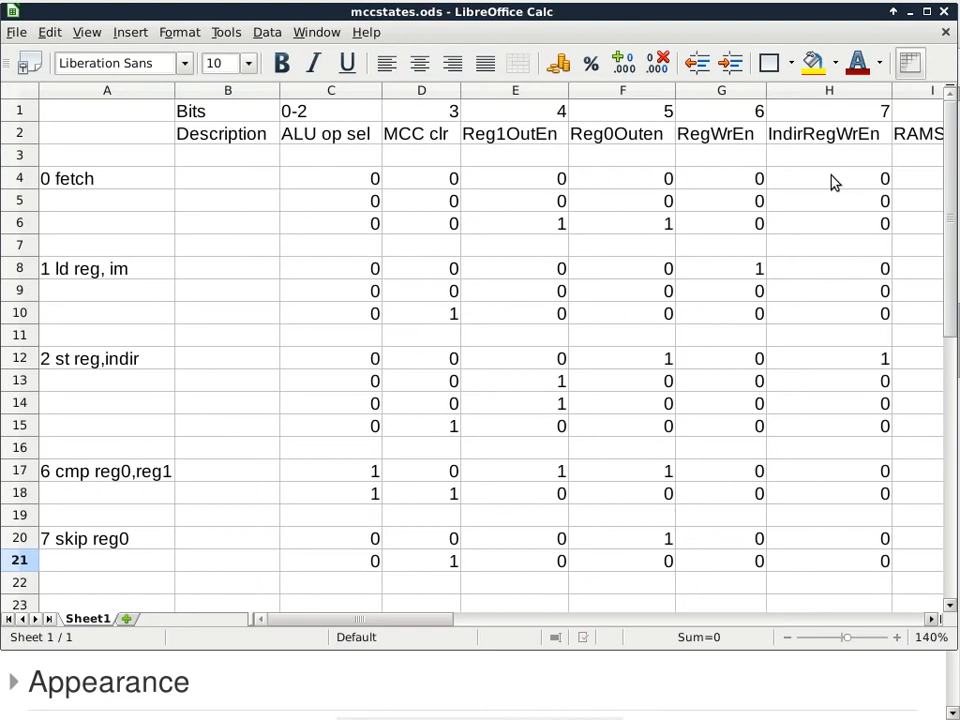 mccstates.ods - LibreOffice Calc
File Edit View Insert Format Tools Data Window Help
Liberation Sans 10
A B C D E F G H I
1 Bits 0-2 3 4 5 6 7
2 Description ALU op sel MCC clr Reg1OutEn Reg0Outen RegWrEn IndirRegWrEn RAMS
3
4 0 fetch 0 0 0 0 0 0
5 0 0 0 0 0 0
6 0 0 1 1 0 0
7
8 1 ld reg, im 0 0 0 0 1 0
9 0 0 0 0 0 0
10 0 1 0 0 0 0
11
12 2 st reg,indir 0 0 0 1 0 1
13 0 0 1 0 0 0
14 0 0 1 0 0 0
15 0 1 0 0 0 0
16
17 6 cmp reg0,reg1 1 0 1 1 0 0
18 1 1 0 0 0 0
19
20 7 skip reg0 0 0 0 1 0 0
21 0 1 0 0 0 0
22
23
Sheet1
Sheet 1 / 1 Default Sum=0 140%
Appearance